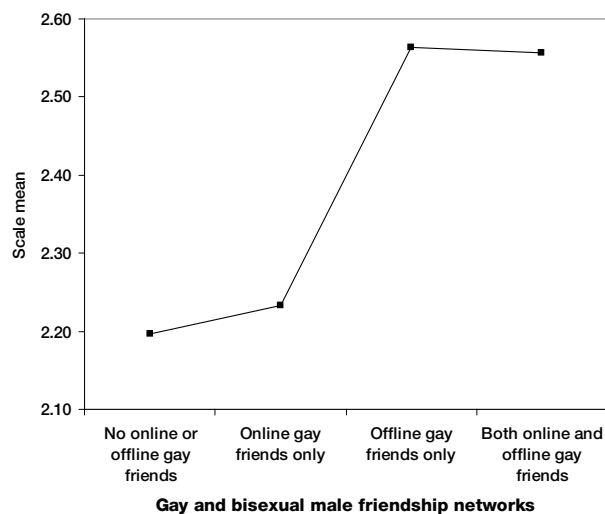 2.60
2.50
2.40
2.30
2.20
2.10
Scale mean
No online or
offline gay
friends
Online gay
friends only
Offline gay
friends only
Both online and
offline gay
friends
Gay and bisexual male friendship networks